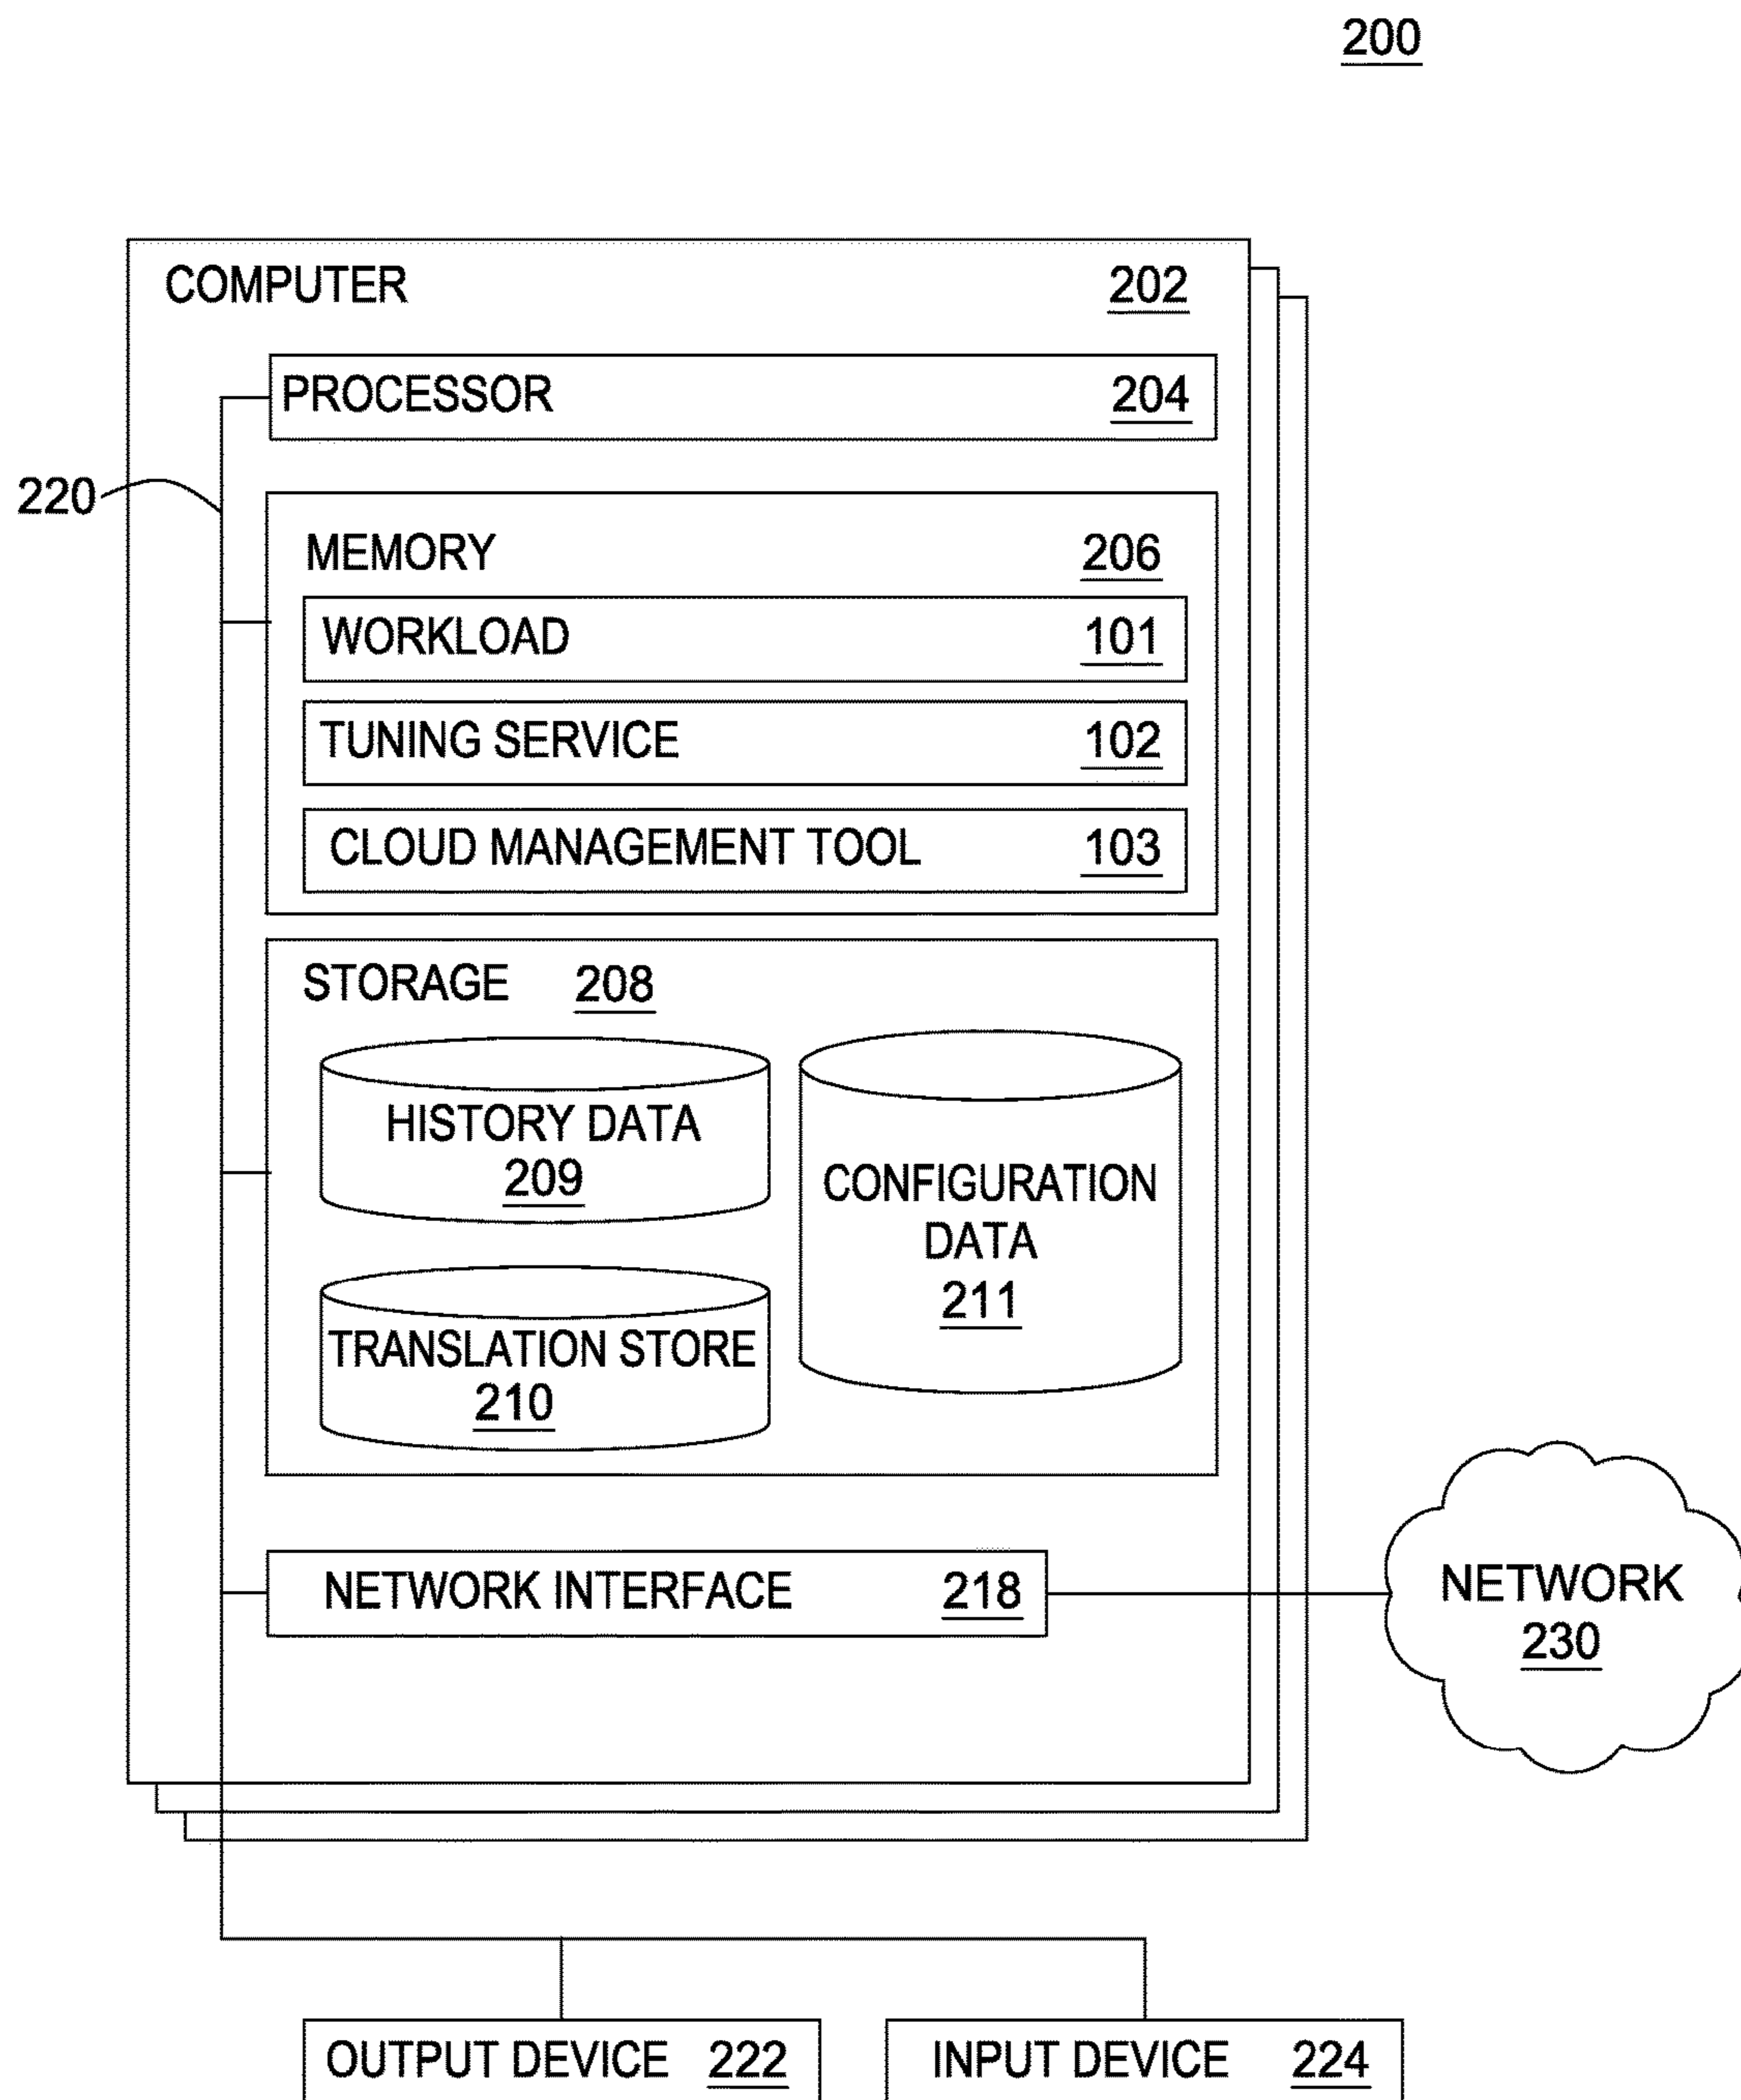 200
COMPUTER 202
PROCESSOR 204
220
MEMORY 206
WORKLOAD 101
TUNING SERVICE 102
CLOUD MANAGEMENT TOOL 103
STORAGE 208
HISTORY DATA
209
CONFIGURATION
DATA
211
TRANSLATION STORE
210
NETWORK INTERFACE 218
NETWORK
230
OUTPUT DEVICE 222
INPUT DEVICE 224